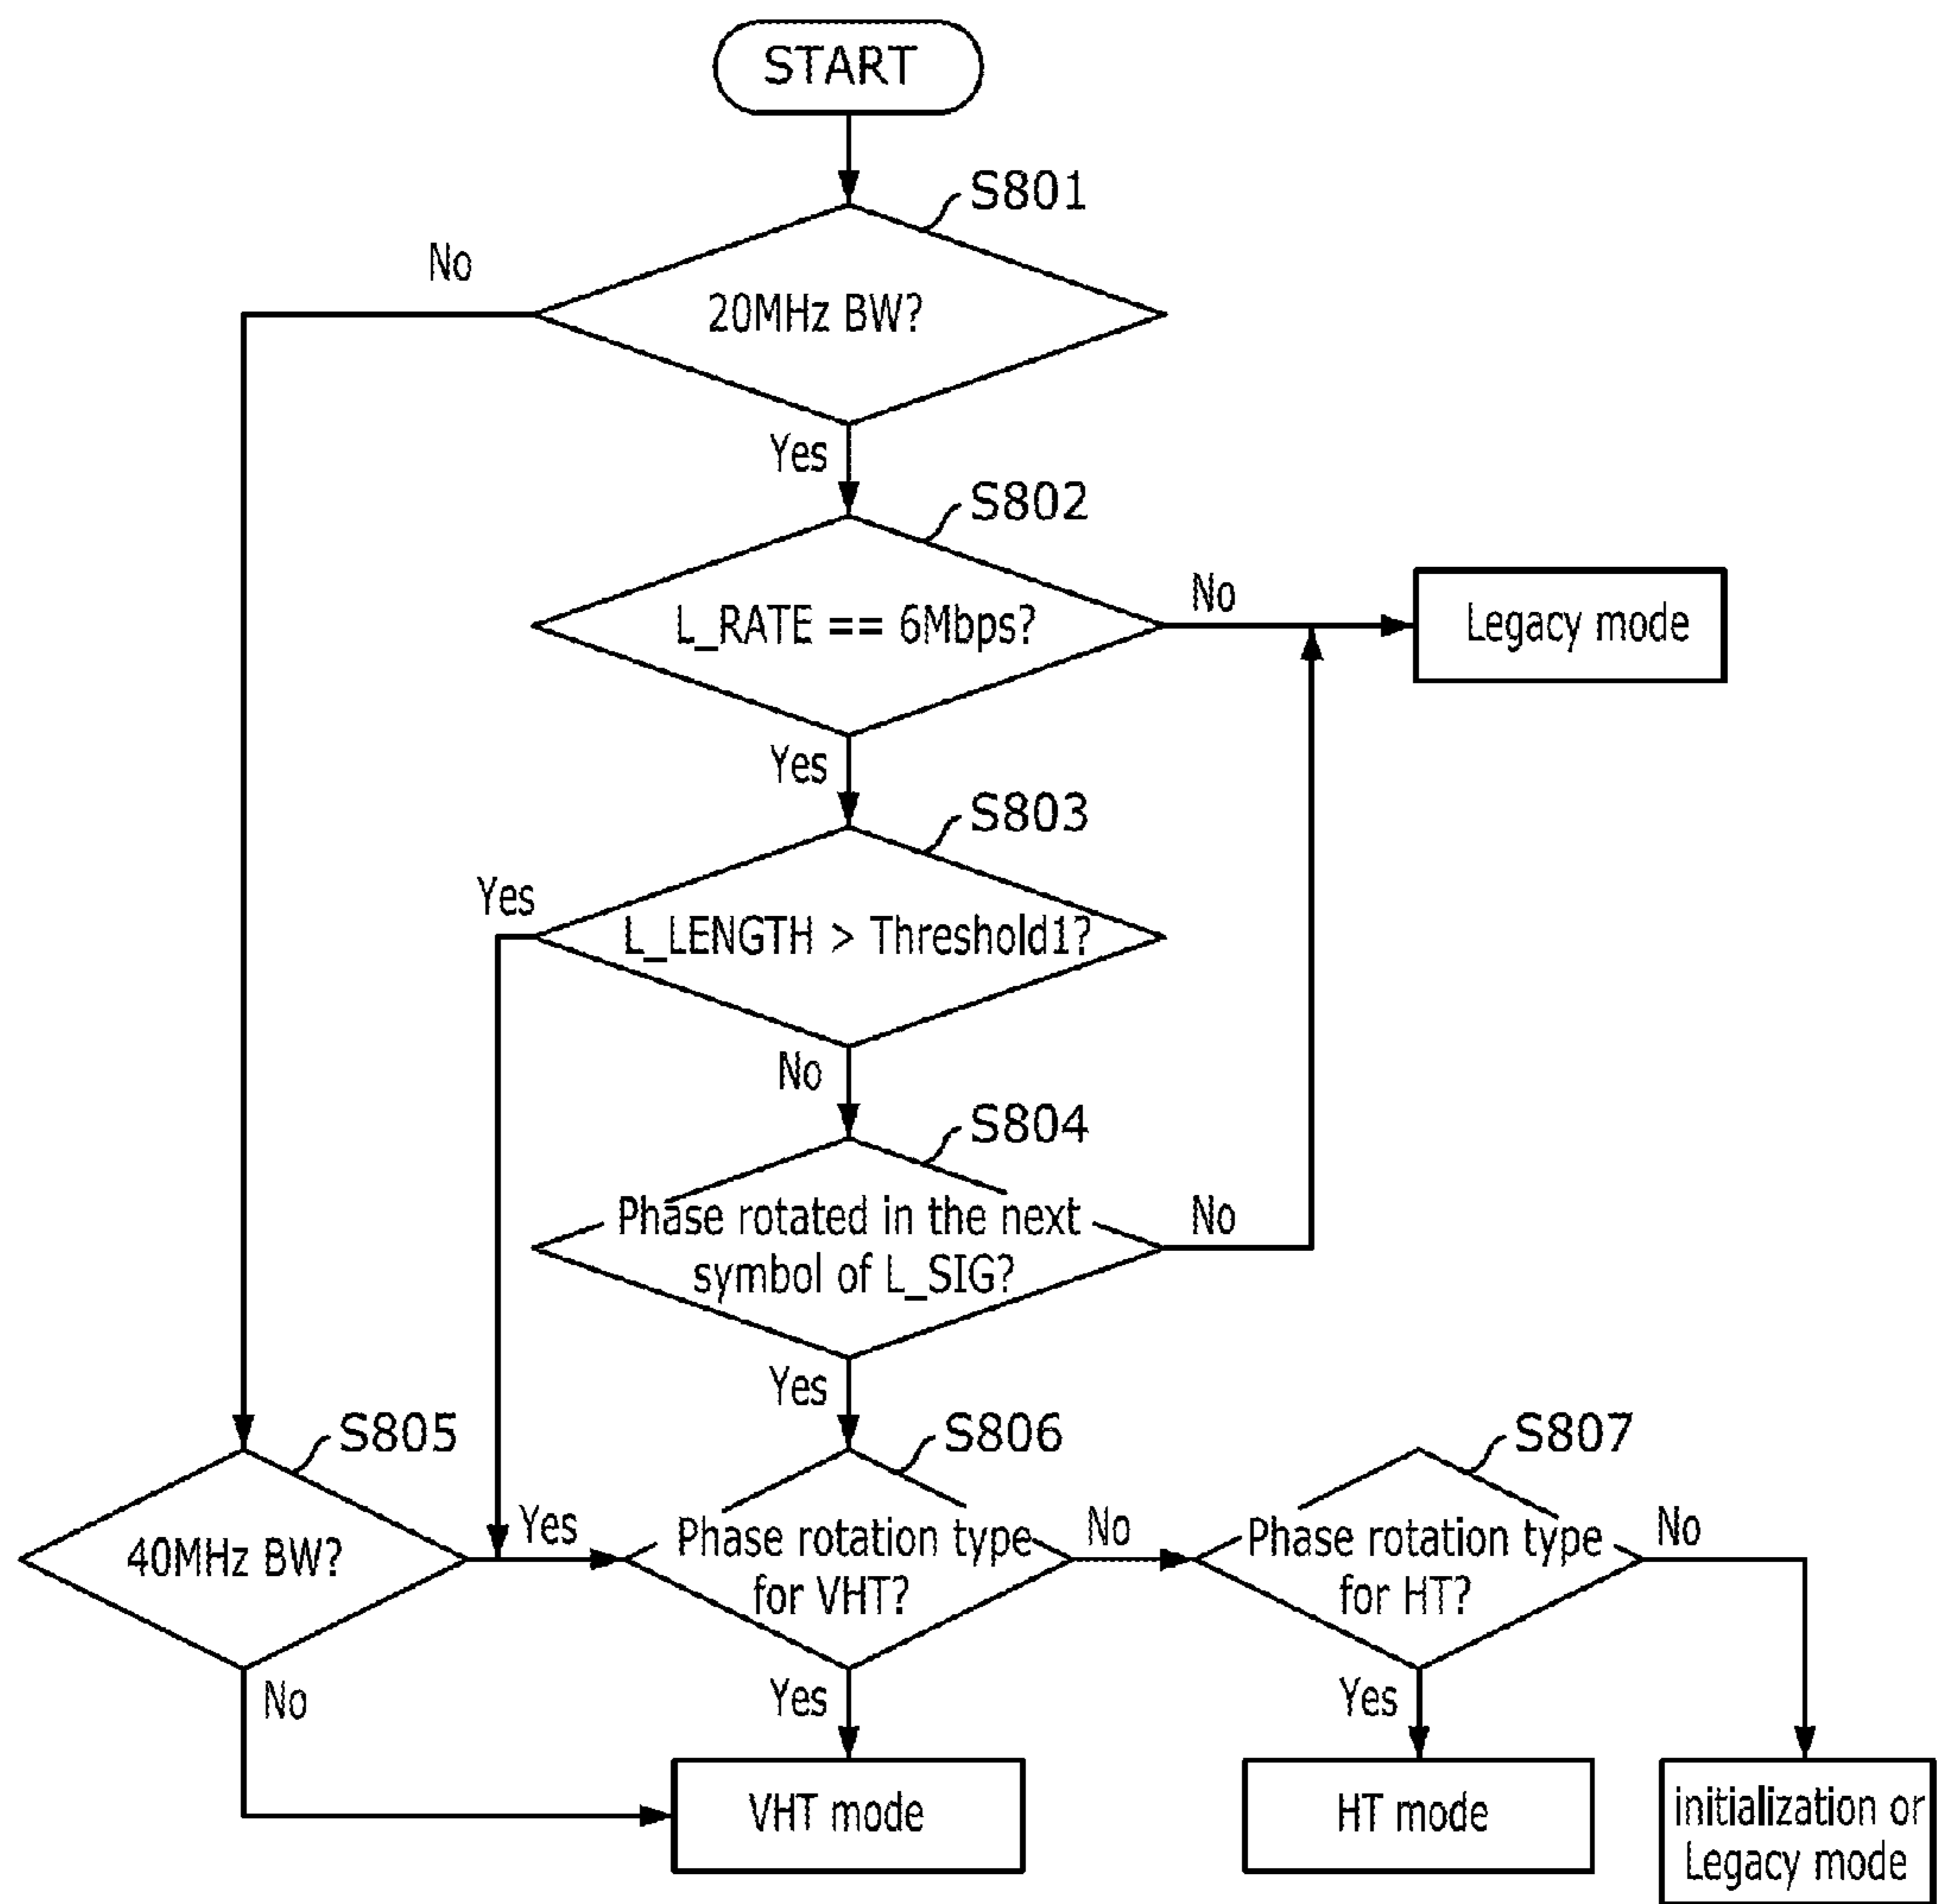 START
S801
No
20MHz BW?
Yes
S802
L_RATE == 6Mbps?
No
Legacy mode
Yes
S803
Yes
L_LENGTH > Threshold1?
No
S804
Phase rotated in the next
symbol of L_SIG?
No
Yes
S805
S806
S807
40MHz BW?
Yes
Phase rotation type
for VHT?
No
Phase rotation type
for HT?
No
No
Yes
Yes
VHT mode
HT mode
initialization or
Legacy mode